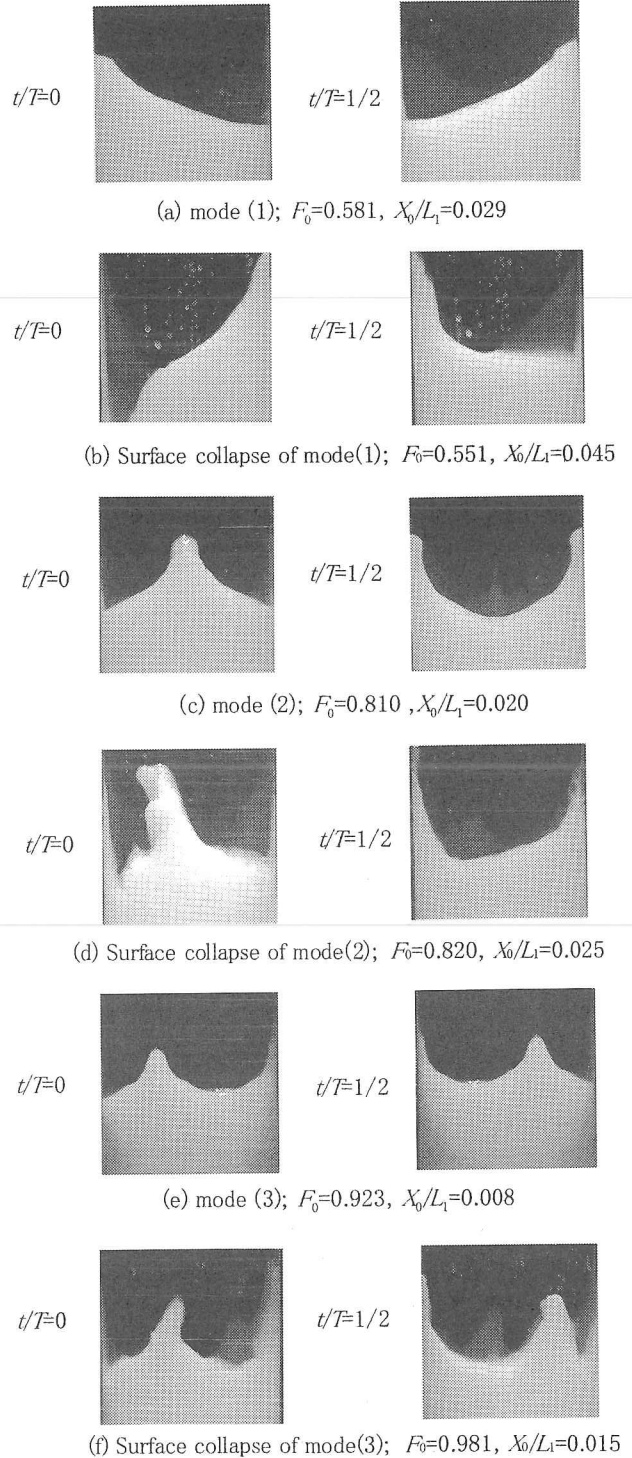 t/T=0 t/T=1/2
(a) mode (1); F₀=0.581, X₀/L₁=0.029
t/T=0 t/T=1/2
(b) Surface collapse of mode(1); F₀=0.551, X₀/L₁=0.045
t/T=0 t/T=1/2
(c) mode (2); F₀=0.810 ,X₀/L₁=0.020
t/T=0 t/T=1/2
(d) Surface collapse of mode(2); F₀=0.820, X₀/L₁=0.025
t/T=0 t/T=1/2
(e) mode (3); F₀=0.923, X₀/L₁=0.008
t/T=0 t/T=1/2
(f) Surface collapse of mode(3); F₀=0.981, X₀/L₁=0.015